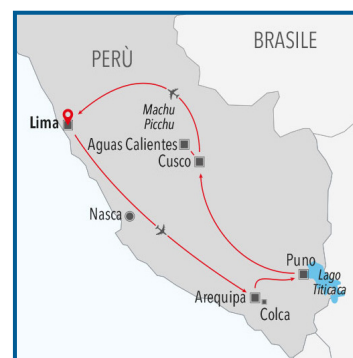 BRASILE
PERÙ
Machu
Picchu
Lima
Aguas Calientes
Cusco
Nasca
Puno
Lago
Titicaca
Arequipa
Colca